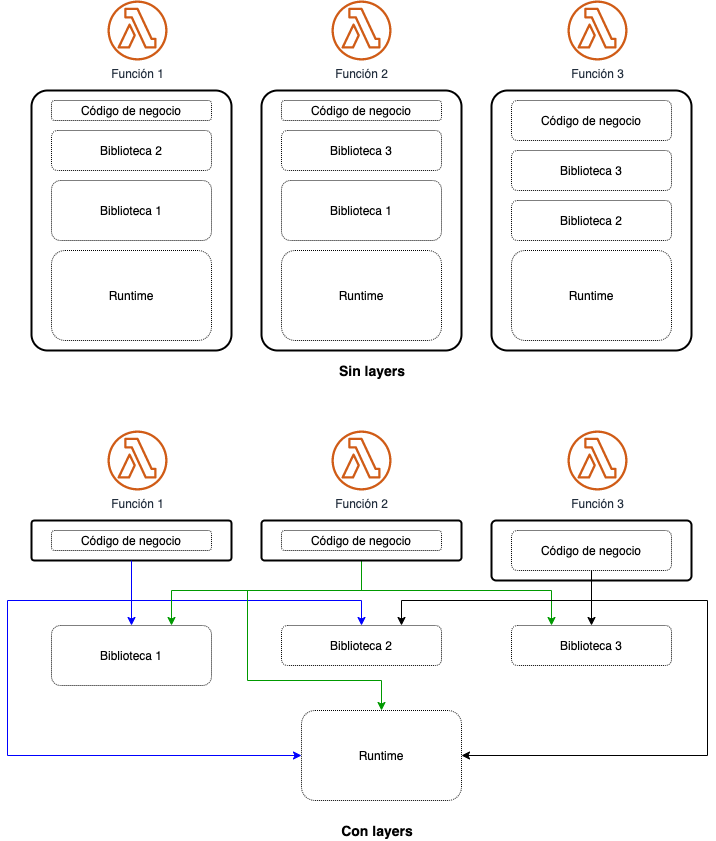 Función 1
Función 2
Función 3
Código de negocio
Código de negocio
Código de negocio
Biblioteca 2
Biblioteca 3
Biblioteca 3
Biblioteca 1
Biblioteca 1
Biblioteca 2
Runtime
Runtime
Runtime
Sin layers
Función 1
Función 2
Función 3
Código de negocio
Código de negocio
Código de negocio
Biblioteca 1
Biblioteca 2
Biblioteca 3
Runtime
Con layers